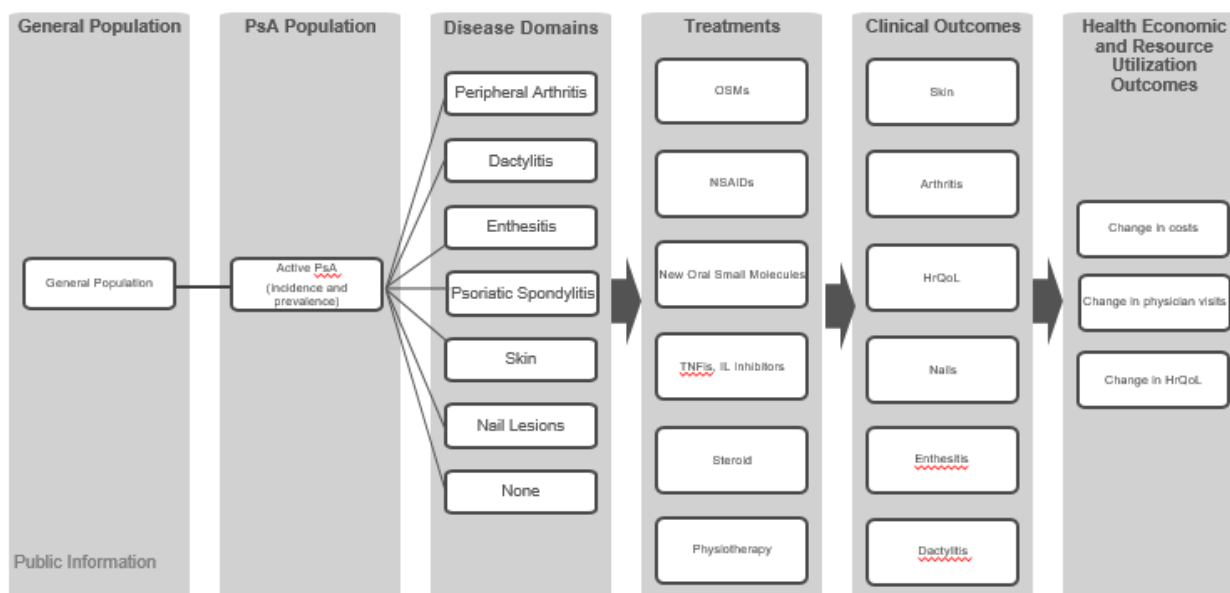 General Population
PsA Population
Disease Domains
Treatments
Clinical Outcomes
Health Economic
and Resource
Utilization
Outcomes
General Population
Active PsA
(incidence and
prevalence)
Peripheral Arthritis
Dactylitis
Enthesitis
Psoriatic Spondylitis
Skin
Nail Lesions
None
OSMs
NSAIDs
New Oral Small Molecules
TNFis, IL Inhibitors
Steroid
Physiotherapy
Skin
Arthritis
HrQoL
Nails
Enthesitis
Dactylitis
Change in costs
Change in physician visits
Change in HrQoL
Public Information